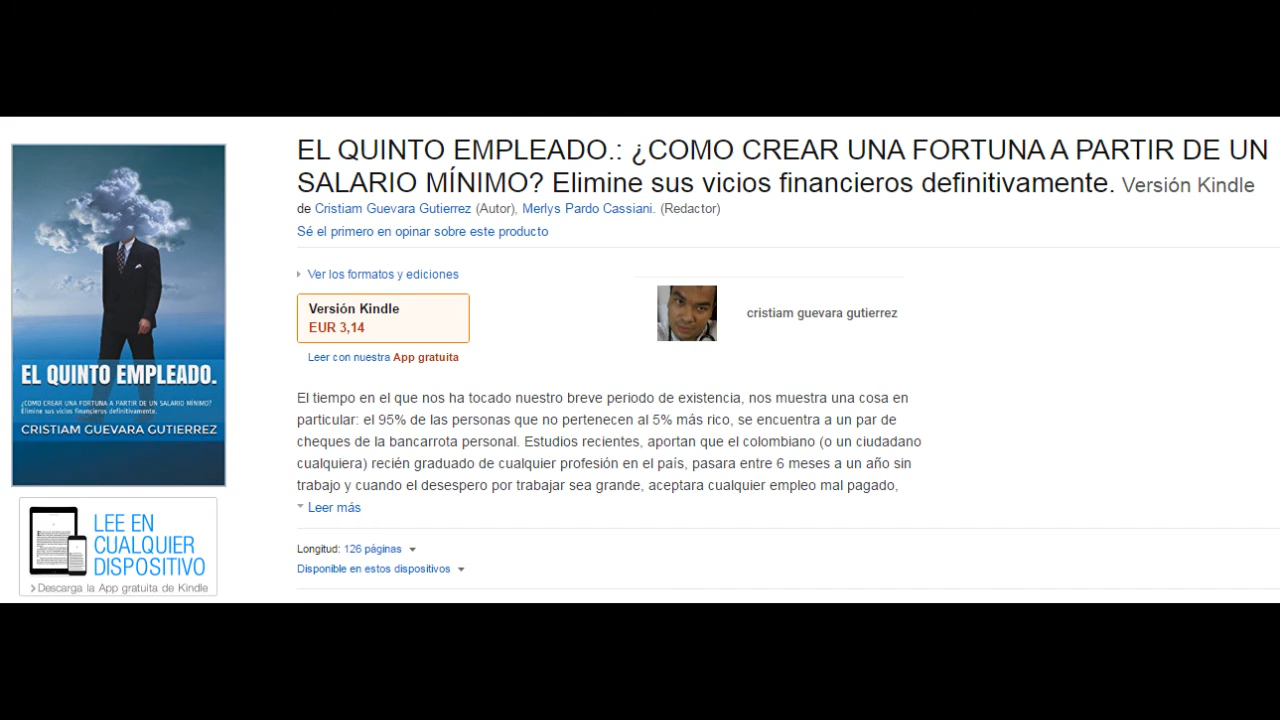 EL QUINTO EMPLEADO.: ¿COMO CREAR UNA FORTUNA A PARTIR DE UN
SALARIO MÍNIMO? Elimine sus vicios financieros definitivamente. Versión Kindle
de Cristiam Guevara Gutierrez (Autor), Merlys Pardo Cassiani. (Redactor)
Sé el primero en opinar sobre este producto
Ver los formatos y ediciones
Versión Kindle
EUR 3,14
Leer con nuestra App gratuita
cristiam guevara gutierrez
El tiempo en el que nos ha tocado nuestro breve periodo de existencia, nos muestra una cosa en
particular: el 95% de las personas que no pertenecen al 5% más rico, se encuentra a un par de
cheques de la bancarrota personal. Estudios recientes, aportan que el colombiano (o un ciudadano
cualquiera) recién graduado de cualquier profesión en el país, pasara entre 6 meses a un año sin
trabajo y cuando el desespero por trabajar sea grande, aceptara cualquier empleo mal pagado,
Leer más
Longitud: 126 páginas
Disponible en estos dispositivos
EL QUINTO EMPLEADO.
¿COMO CREAR UNA FORTUNA A PARTIR DE UN SALARIO MÍNIMO?
Elimine sus vicios financieros definitivamente.
CRISTIAM GUEVARA GUTIERREZ
LEE EN
CUALQUIER
DISPOSITIVO
Descarga la App gratuita de Kindle